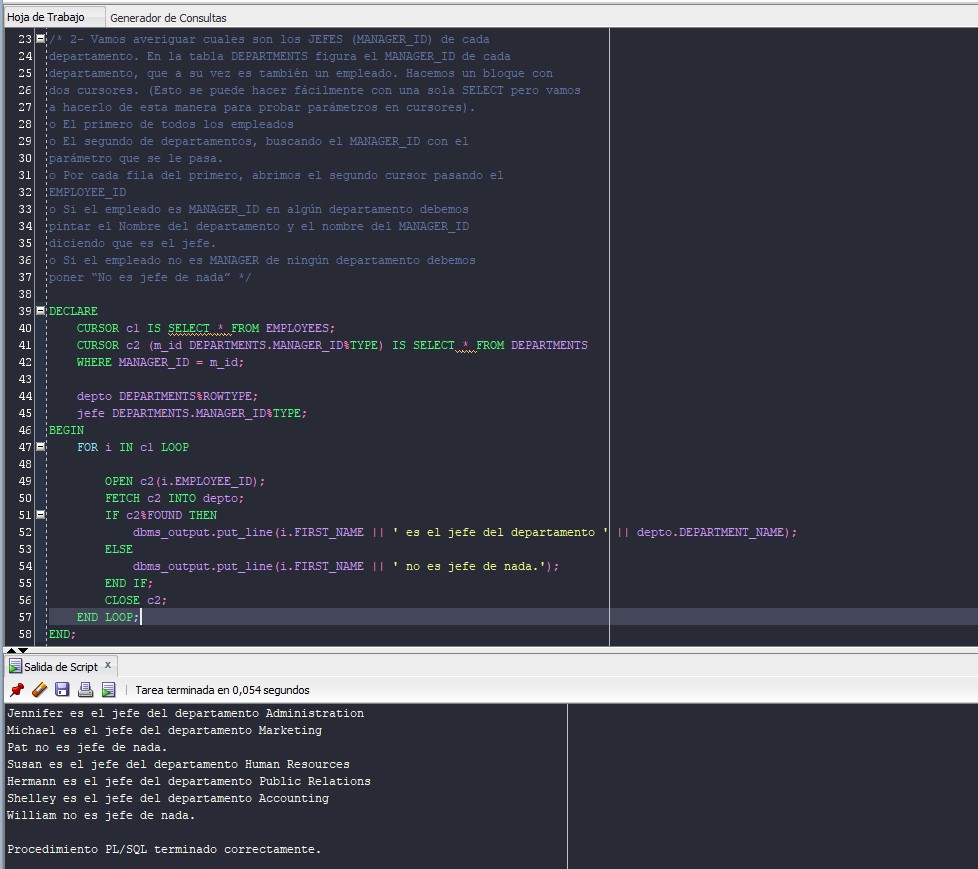 Hoja de Trabajo Generador de Consultas
23 /* 2- Vamos averiguar cuales son los JEFES (MANAGER_ID) de cada
24 departamento. En la tabla DEPARTMENTS figura el MANAGER_ID de cada
25 departamento, que a su vez es también un empleado. Hacemos un bloque con
26 dos cursores. (Esto se puede hacer fácilmente con una sola SELECT pero vamos
27 a hacerlo de esta manera para probar parámetros en cursores).
28 o El primero de todos los empleados
29 o El segundo de departamentos, buscando el MANAGER_ID con el
30 parámetro que se le pasa.
31 o Por cada fila del primero, abrimos el segundo cursor pasando el
32 EMPLOYEE_ID
33 o Si el empleado es MANAGER_ID en algún departamento debemos
34 pintar el Nombre del departamento y el nombre del MANAGER_ID
35 diciendo que es el jefe.
36 o Si el empleado no es MANAGER de ningún departamento debemos
37 poner “No es jefe de nada” */
38
39 DECLARE
40 CURSOR c1 IS SELECT * FROM EMPLOYEES;
41 CURSOR c2 (m_id DEPARTMENTS.MANAGER_ID%TYPE) IS SELECT * FROM DEPARTMENTS
42 WHERE MANAGER_ID = m_id;
43
44 depto DEPARTMENTS%ROWTYPE;
45 jefe DEPARTMENTS.MANAGER_ID%TYPE;
46 BEGIN
47 FOR i IN c1 LOOP
48
49 OPEN c2(i.EMPLOYEE_ID);
50 FETCH c2 INTO depto;
51 IF c2%FOUND THEN
52 dbms_output.put_line(i.FIRST_NAME || ' es el jefe del departamento ' || depto.DEPARTMENT_NAME);
53 ELSE
54 dbms_output.put_line(i.FIRST_NAME || ' no es jefe de nada.');
55 END IF;
56 CLOSE c2;
57 END LOOP;
58 END;
Salida de Script x
Tarea terminada en 0,054 segundos
Jennifer es el jefe del departamento Administration
Michael es el jefe del departamento Marketing
Pat no es jefe de nada.
Susan es el jefe del departamento Human Resources
Hermann es el jefe del departamento Public Relations
Shelley es el jefe del departamento Accounting
William no es jefe de nada.
Procedimiento PL/SQL terminado correctamente.